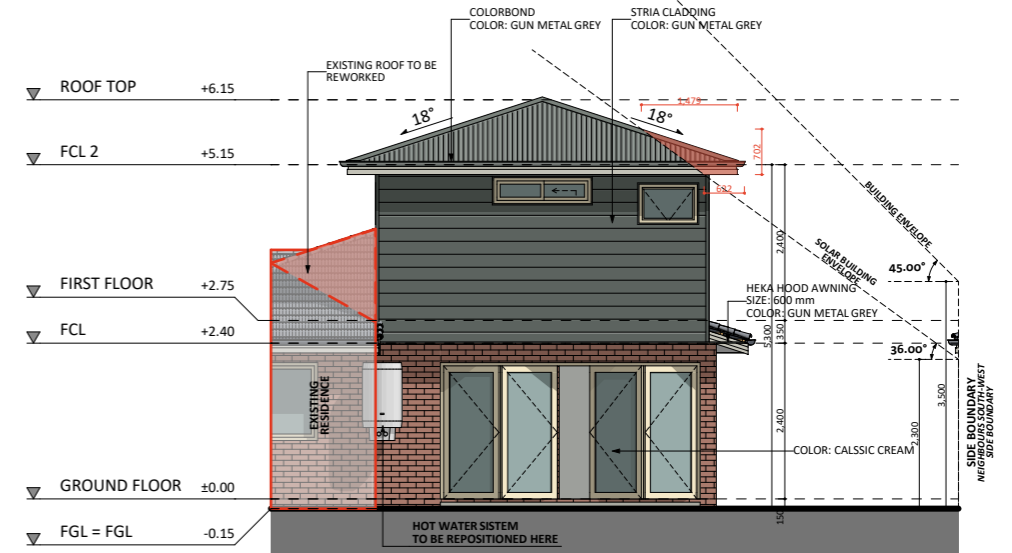 COLORBOND
COLOR: GUN METAL GREY
STRIA CLADDING
COLOR: GUN METAL GREY
EXISTING ROOF TO BE
REWORKED
ROOF TOP +6.15
18°
18°
1,479
702
FCL 2 +5.15
632
BUILDING ENVELOPE
2,400
SOLAR BUILDING
ENVELOPE
45.00°
FIRST FLOOR +2.75
HEKA HOOD AWNING
SIZE: 600 mm
COLOR: GUN METAL GREY
5,300
350
FCL +2.40
36.00°
EXISTING
RESIDENCE
2,400
3,500
2,300
SIDE BOUNDARY
NEIGHBOURS SOUTH-WEST
SIDE BOUNDARY
COLOR: CALSSIC CREAM
GROUND FLOOR ±0.00
150
FGL = FGL -0.15
HOT WATER SISTEM
TO BE REPOSITIONED HERE